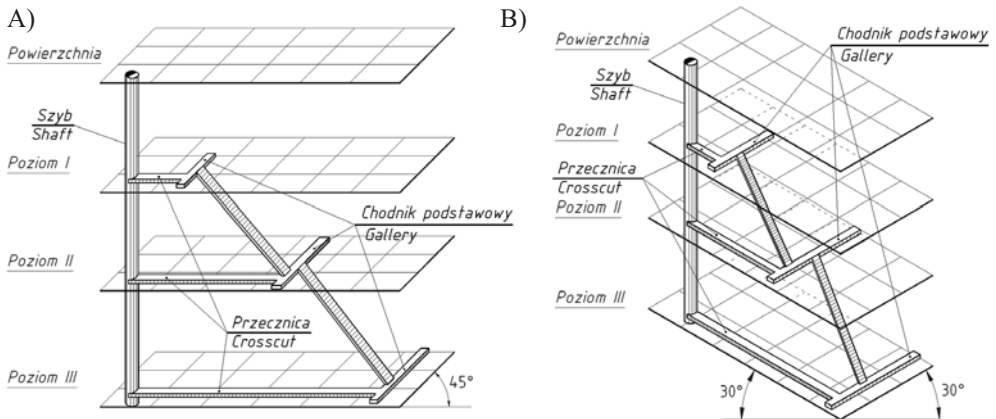 A)
Powierzchnia
Szyb
Shaft
Poziom I
Chodnik podstawowy
Gallery
Poziom II
Przecznica
Crosscut
Poziom III
45°
B)
Chodnik podstawowy
Gallery
Powierzchnia
Szyb
Shaft
Poziom I
Przecznica
Crosscut
Poziom II
Poziom III
30°
30°